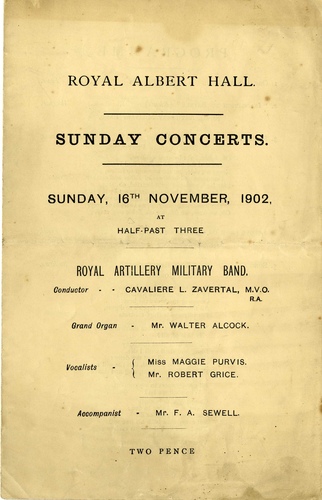 ROYAL ALBERT HALL.
SUNDAY CONCERTS.
SUNDAY, 16TH NOVEMBER, 1902,
AT
HALF-PAST THREE
ROYAL ARTILLERY MILITARY BAND.
Conductor - - CAVALIERE L. ZAVERTAL, M.V.O.
R.A.
Grand Organ - Mr. WALTER ALCOCK.
Vocalists - { Miss MAGGIE PURVIS.
Mr. ROBERT GRICE.
Accompanist - Mr. F. A. SEWELL.
TWO PENCE